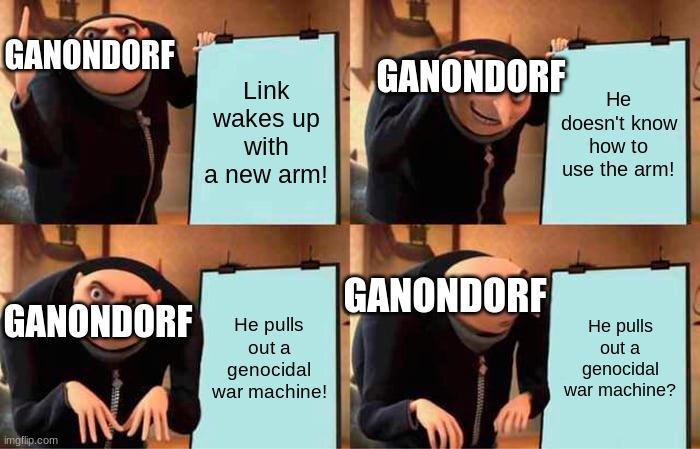 GANONDORF
Link
wakes up
with
a new arm!
GANONDORF
He
doesn't know
how to
use the arm!
GANONDORF
He pulls
out a
genocidal
war machine!
GANONDORF
He pulls
out a
genocidal
war machine?
imgflip.com